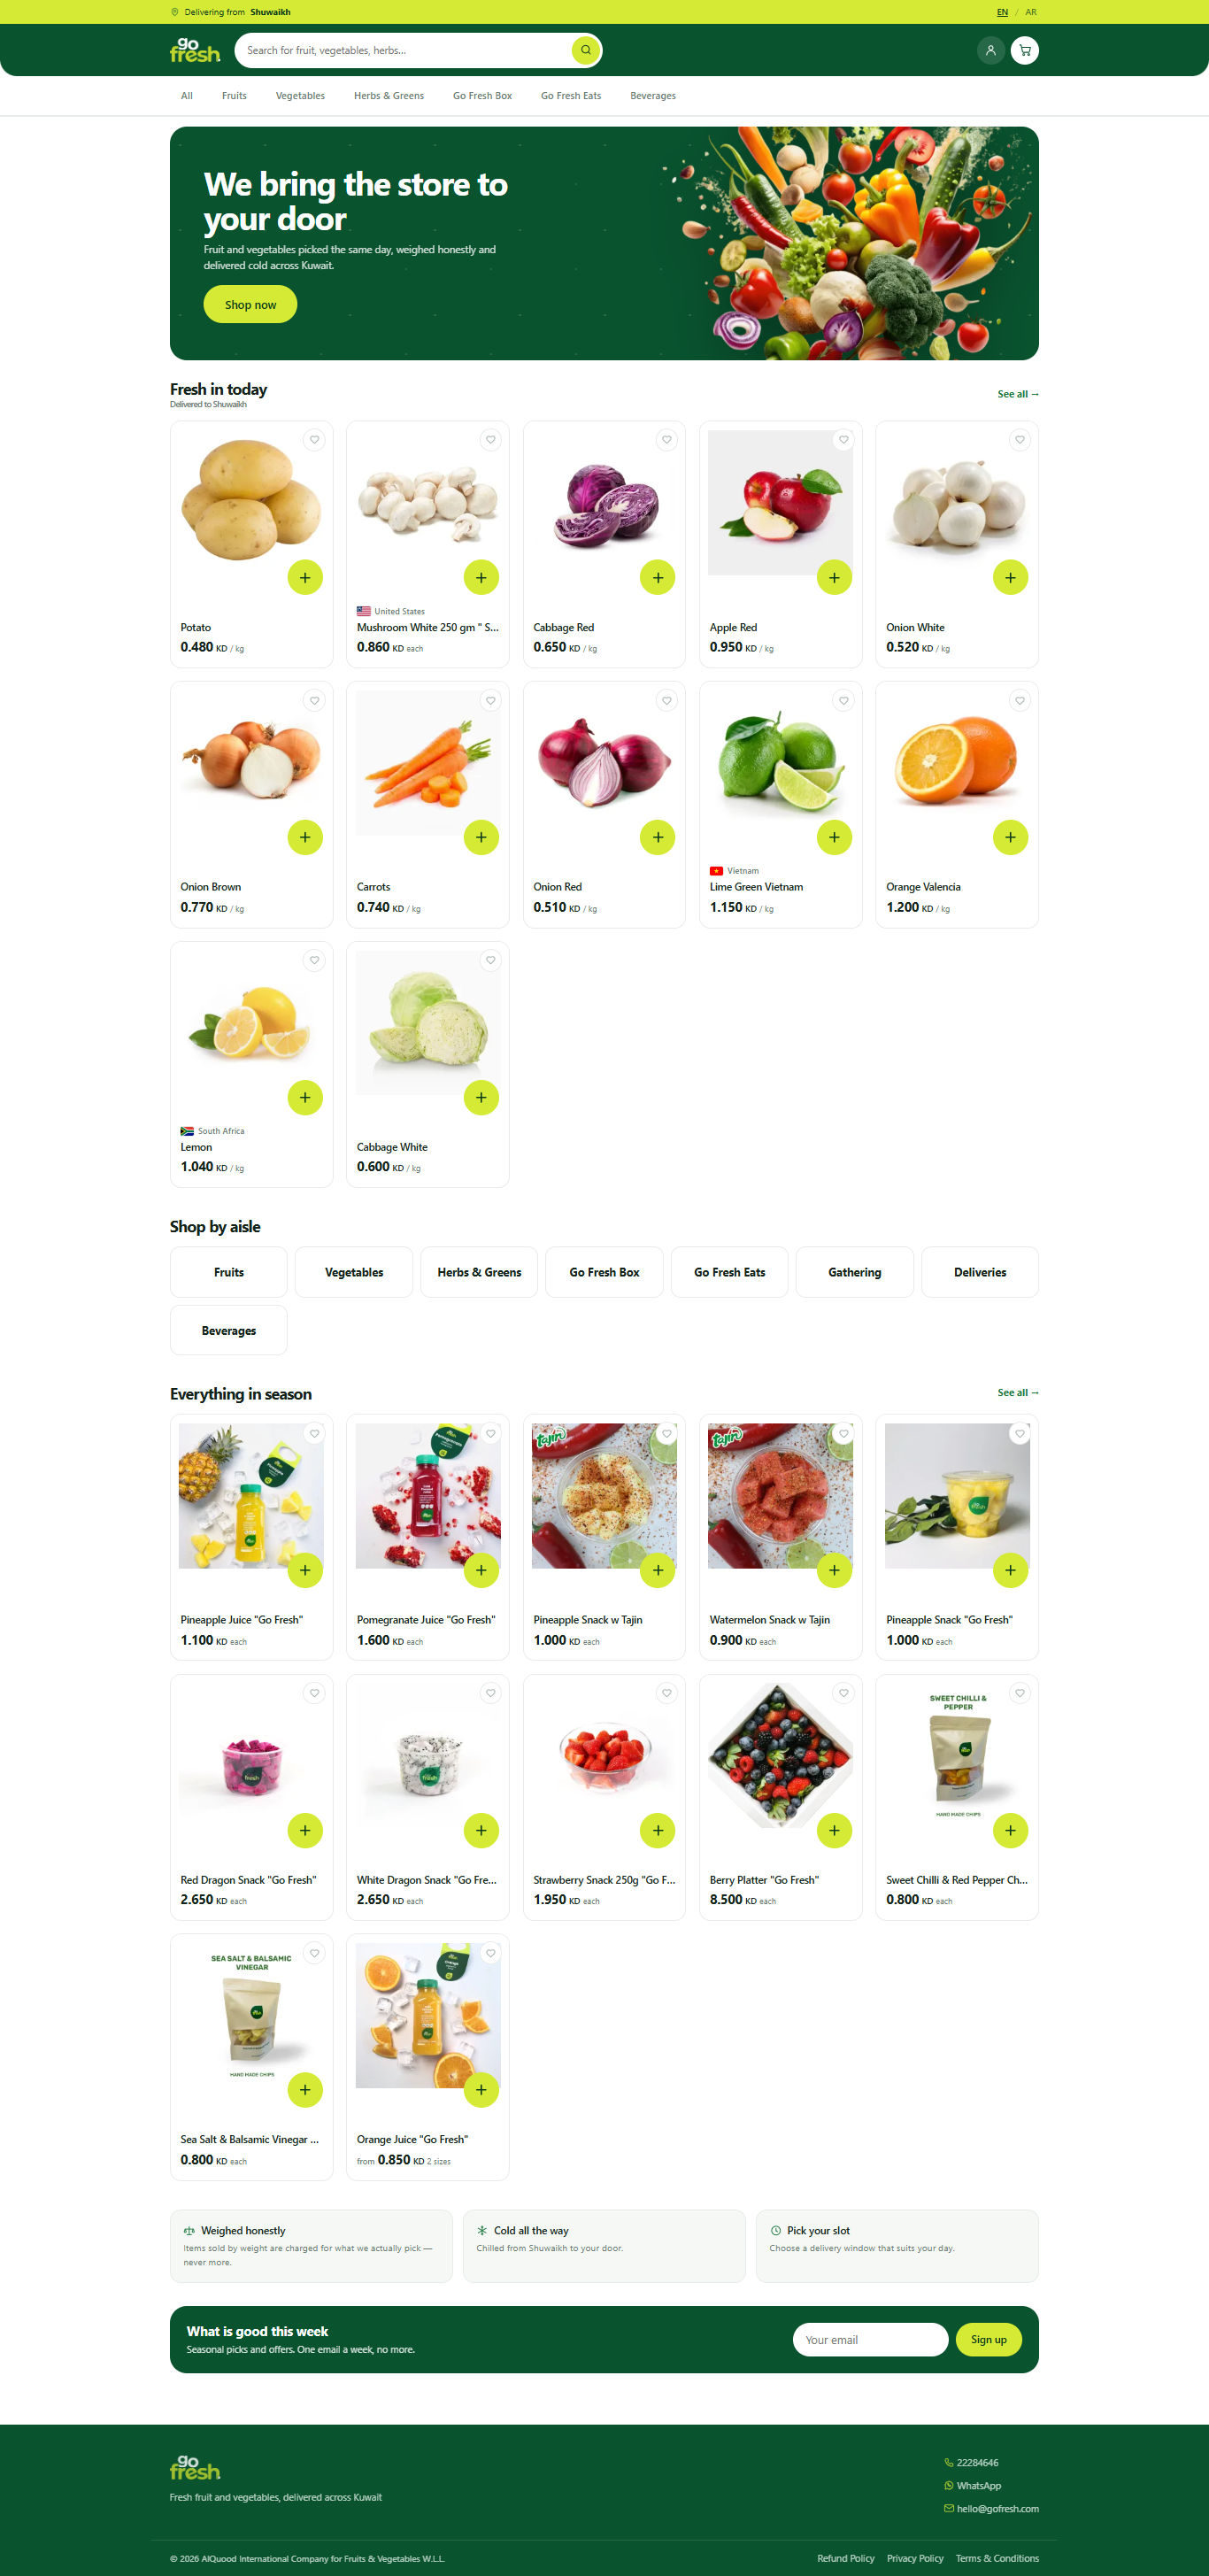 Delivering from Shuwaikh
EN / AR
go
fresh
Search for fruit, vegetables, herbs...
All Fruits Vegetables Herbs & Greens Go Fresh Box Go Fresh Eats Beverages
We bring the store to
your door
Fruit and vegetables picked the same day, weighed honestly and
delivered cold across Kuwait.
Shop now
Fresh in today
Delivered to Shuwaikh
See all →
United States
Potato
Mushroom White 250 gm " S...
Cabbage Red
Apple Red
Onion White
0.480 KD / kg
0.860 KD each
0.650 KD / kg
0.950 KD / kg
0.520 KD / kg
Vietnam
Onion Brown
Carrots
Onion Red
Lime Green Vietnam
Orange Valencia
0.770 KD / kg
0.740 KD / kg
0.510 KD / kg
1.150 KD / kg
1.200 KD / kg
South Africa
Lemon
Cabbage White
1.040 KD / kg
0.600 KD / kg
Shop by aisle
Fruits
Vegetables
Herbs & Greens
Go Fresh Box
Go Fresh Eats
Gathering
Deliveries
Beverages
Everything in season
See all →
Tajín
Tajín
Pineapple Juice "Go Fresh"
Pomegranate Juice "Go Fresh"
Pineapple Snack w Tajin
Watermelon Snack w Tajin
Pineapple Snack "Go Fresh"
1.100 KD each
1.600 KD each
1.000 KD each
0.900 KD each
1.000 KD each
SWEET CHILLI &
PEPPER
HAND MADE CHIPS
Red Dragon Snack "Go Fresh"
White Dragon Snack "Go Fre...
Strawberry Snack 250g "Go F...
Berry Platter "Go Fresh"
Sweet Chilli & Red Pepper Ch...
2.650 KD each
2.650 KD each
1.950 KD each
8.500 KD each
0.800 KD each
SEA SALT & BALSAMIC
VINEGAR
HAND MADE CHIPS
Sea Salt & Balsamic Vinegar ...
Orange Juice "Go Fresh"
0.800 KD each
from 0.850 KD 2 sizes
Weighed honestly
Items sold by weight are charged for what we actually pick —
never more.
Cold all the way
Chilled from Shuwaikh to your door.
Pick your slot
Choose a delivery window that suits your day.
What is good this week
Seasonal picks and offers. One email a week, no more.
Your email
Sign up
go
fresh
Fresh fruit and vegetables, delivered across Kuwait
22284646
WhatsApp
hello@gofresh.com
© 2026 AlQuood International Company for Fruits & Vegetables W.L.L.
Refund Policy Privacy Policy Terms & Conditions